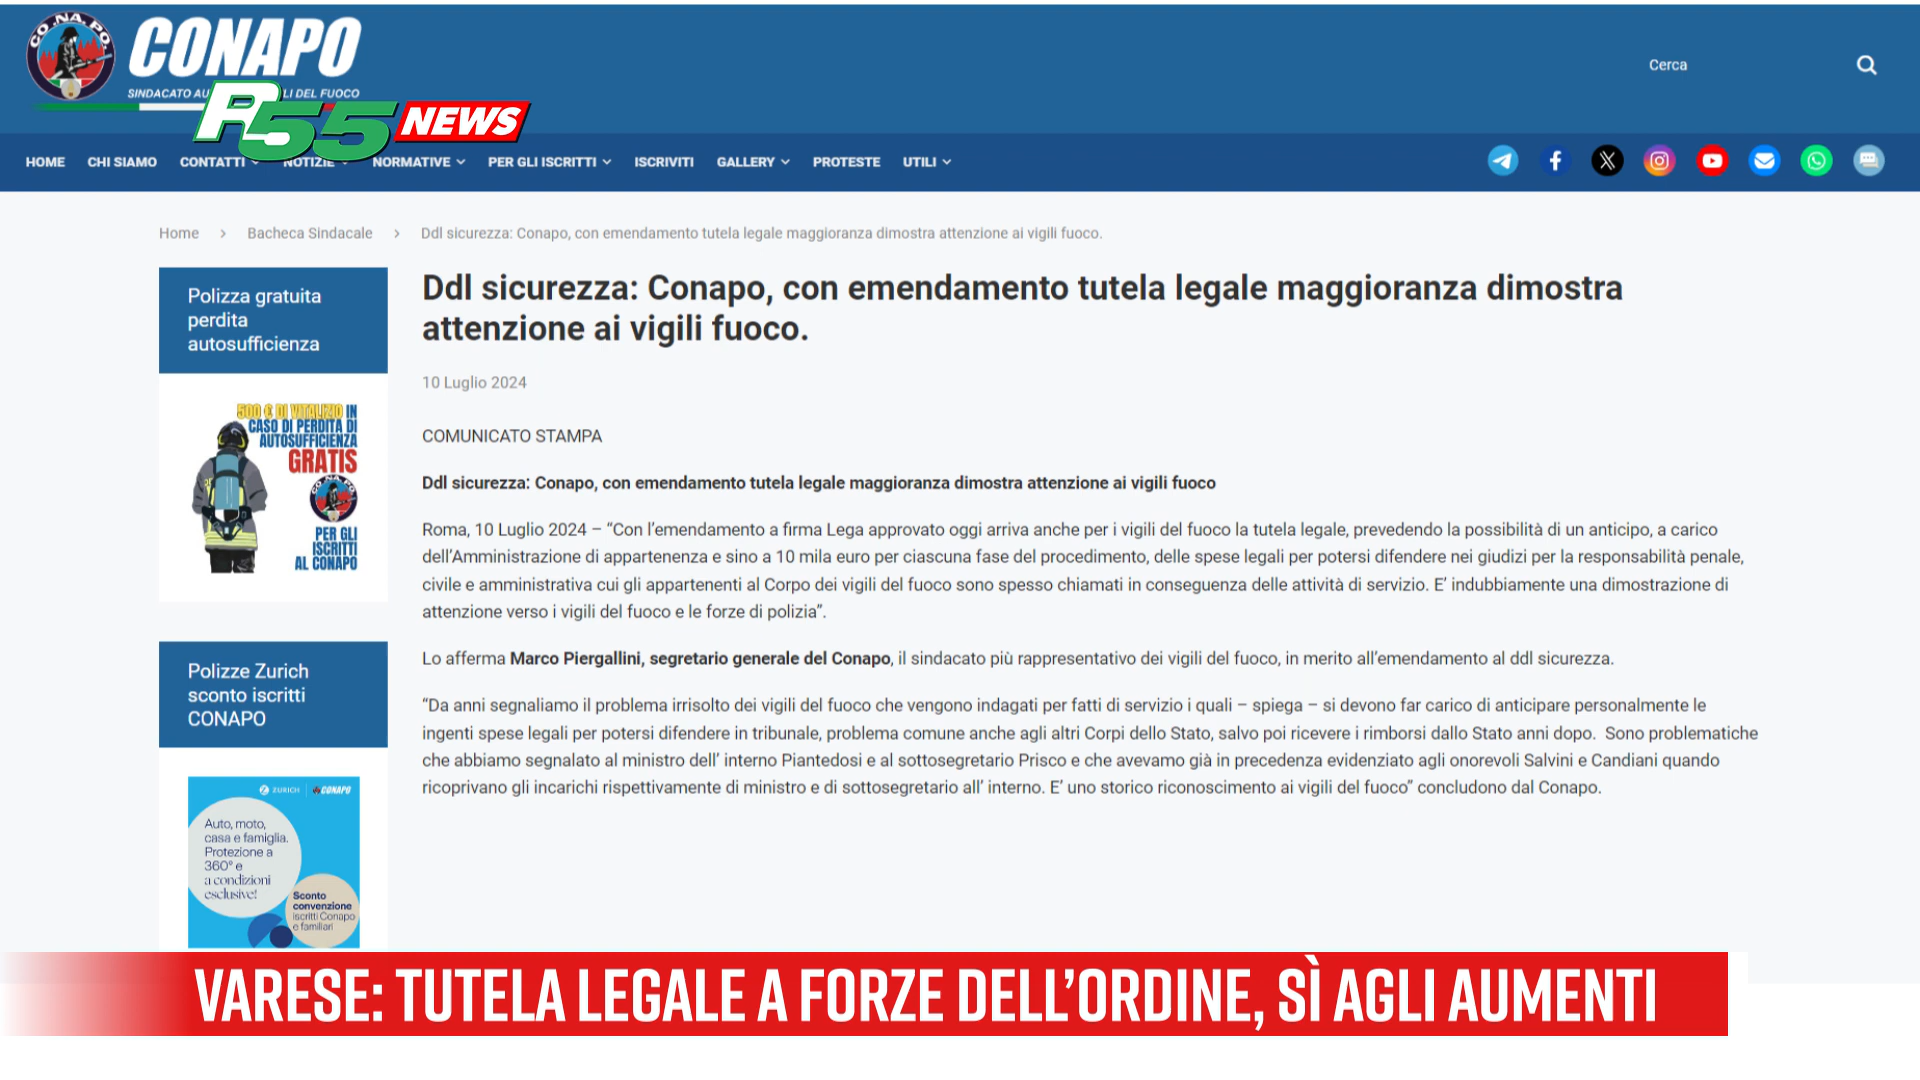 CO.NA.PO.
CONAPO
SINDACATO AU
LI DEL FUOCO
R55 NEWS
Cerca
HOME CHI SIAMO CONTATTI NOTIZIE NORMATIVE PER GLI ISCRITTI ISCRIVITI GALLERY PROTESTE UTILI
Home > Bacheca Sindacale > Ddl sicurezza: Conapo, con emendamento tutela legale maggioranza dimostra attenzione ai vigili fuoco.
Polizza gratuita
perdita
autosufficienza
500 € DI VITALIZIO IN
CASO DI PERDITA DI
AUTOSUFFICIENZA
GRATIS
PER GLI
ISCRITTI
AL CONAPO
Polizze Zurich
sconto iscritti
CONAPO
ZURICH CONAPO
Auto, moto,
casa e famiglia.
Protezione a
360° e
a condizioni
esclusive!
Sconto
convenzione
iscritti Conapo
e familiari
Ddl sicurezza: Conapo, con emendamento tutela legale maggioranza dimostra
attenzione ai vigili fuoco.
10 Luglio 2024
COMUNICATO STAMPA
Ddl sicurezza: Conapo, con emendamento tutela legale maggioranza dimostra attenzione ai vigili fuoco
Roma, 10 Luglio 2024 – “Con l’emendamento a firma Lega approvato oggi arriva anche per i vigili del fuoco la tutela legale, prevedendo la possibilità di un anticipo, a carico
dell’Amministrazione di appartenenza e sino a 10 mila euro per ciascuna fase del procedimento, delle spese legali per potersi difendere nei giudizi per la responsabilità penale,
civile e amministrativa cui gli appartenenti al Corpo dei vigili del fuoco sono spesso chiamati in conseguenza delle attività di servizio. E’ indubbiamente una dimostrazione di
attenzione verso i vigili del fuoco e le forze di polizia”.
Lo afferma Marco Piergallini, segretario generale del Conapo, il sindacato più rappresentativo dei vigili del fuoco, in merito all’emendamento al ddl sicurezza.
“Da anni segnaliamo il problema irrisolto dei vigili del fuoco che vengono indagati per fatti di servizio i quali – spiega – si devono far carico di anticipare personalmente le
ingenti spese legali per potersi difendere in tribunale, problema comune anche agli altri Corpi dello Stato, salvo poi ricevere i rimborsi dallo Stato anni dopo. Sono problematiche
che abbiamo segnalato al ministro dell’ interno Piantedosi e al sottosegretario Prisco e che avevamo già in precedenza evidenziato agli onorevoli Salvini e Candiani quando
ricoprivano gli incarichi rispettivamente di ministro e di sottosegretario all’ interno. E’ uno storico riconoscimento ai vigili del fuoco” concludono dal Conapo.
VARESE: TUTELA LEGALE A FORZE DELL’ORDINE, SÌ AGLI AUMENTI